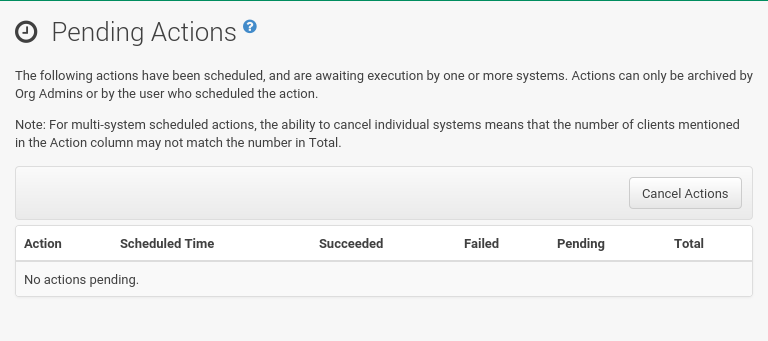 Pending Actions ?
The following actions have been scheduled, and are awaiting execution by one or more systems. Actions can only be archived by
Org Admins or by the user who scheduled the action.
Note: For multi-system scheduled actions, the ability to cancel individual systems means that the number of clients mentioned
in the Action column may not match the number in Total.
Cancel Actions
Action Scheduled Time Succeeded Failed Pending Total
No actions pending.